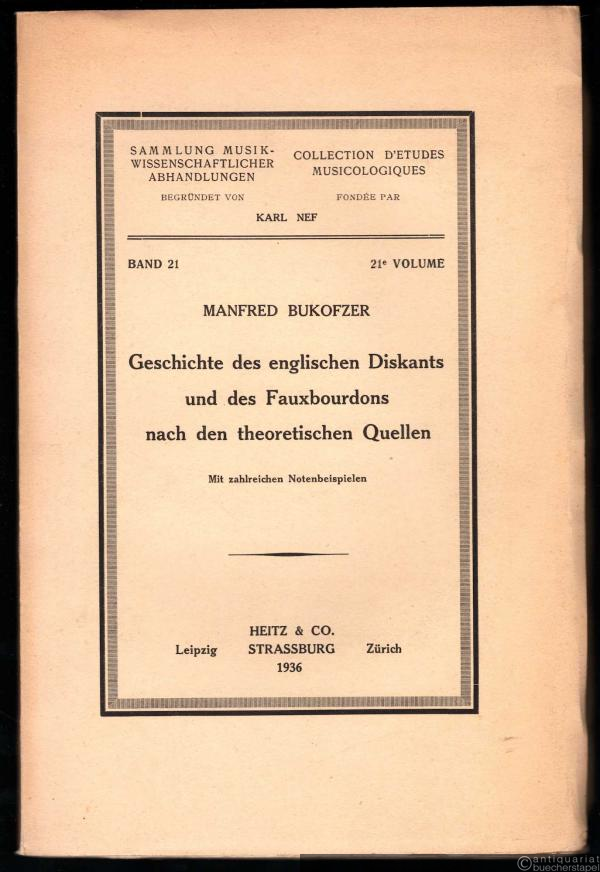 SAMMLUNG MUSIK-
WISSENSCHAFTLICHER
ABHANDLUNGEN
BEGRÜNDET VON
COLLECTION D'ETUDES
MUSICOLOGIQUES
FONDÉE PAR
KARL NEF
BAND 21
21e VOLUME
MANFRED BUKOFZER
Geschichte des englischen Diskants
und des Fauxbourdons
nach den theoretischen Quellen
Mit zahlreichen Notenbeispielen
HEITZ & CO.
Leipzig STRASSBURG Zürich
1936
©antiquariat
buecherstapel